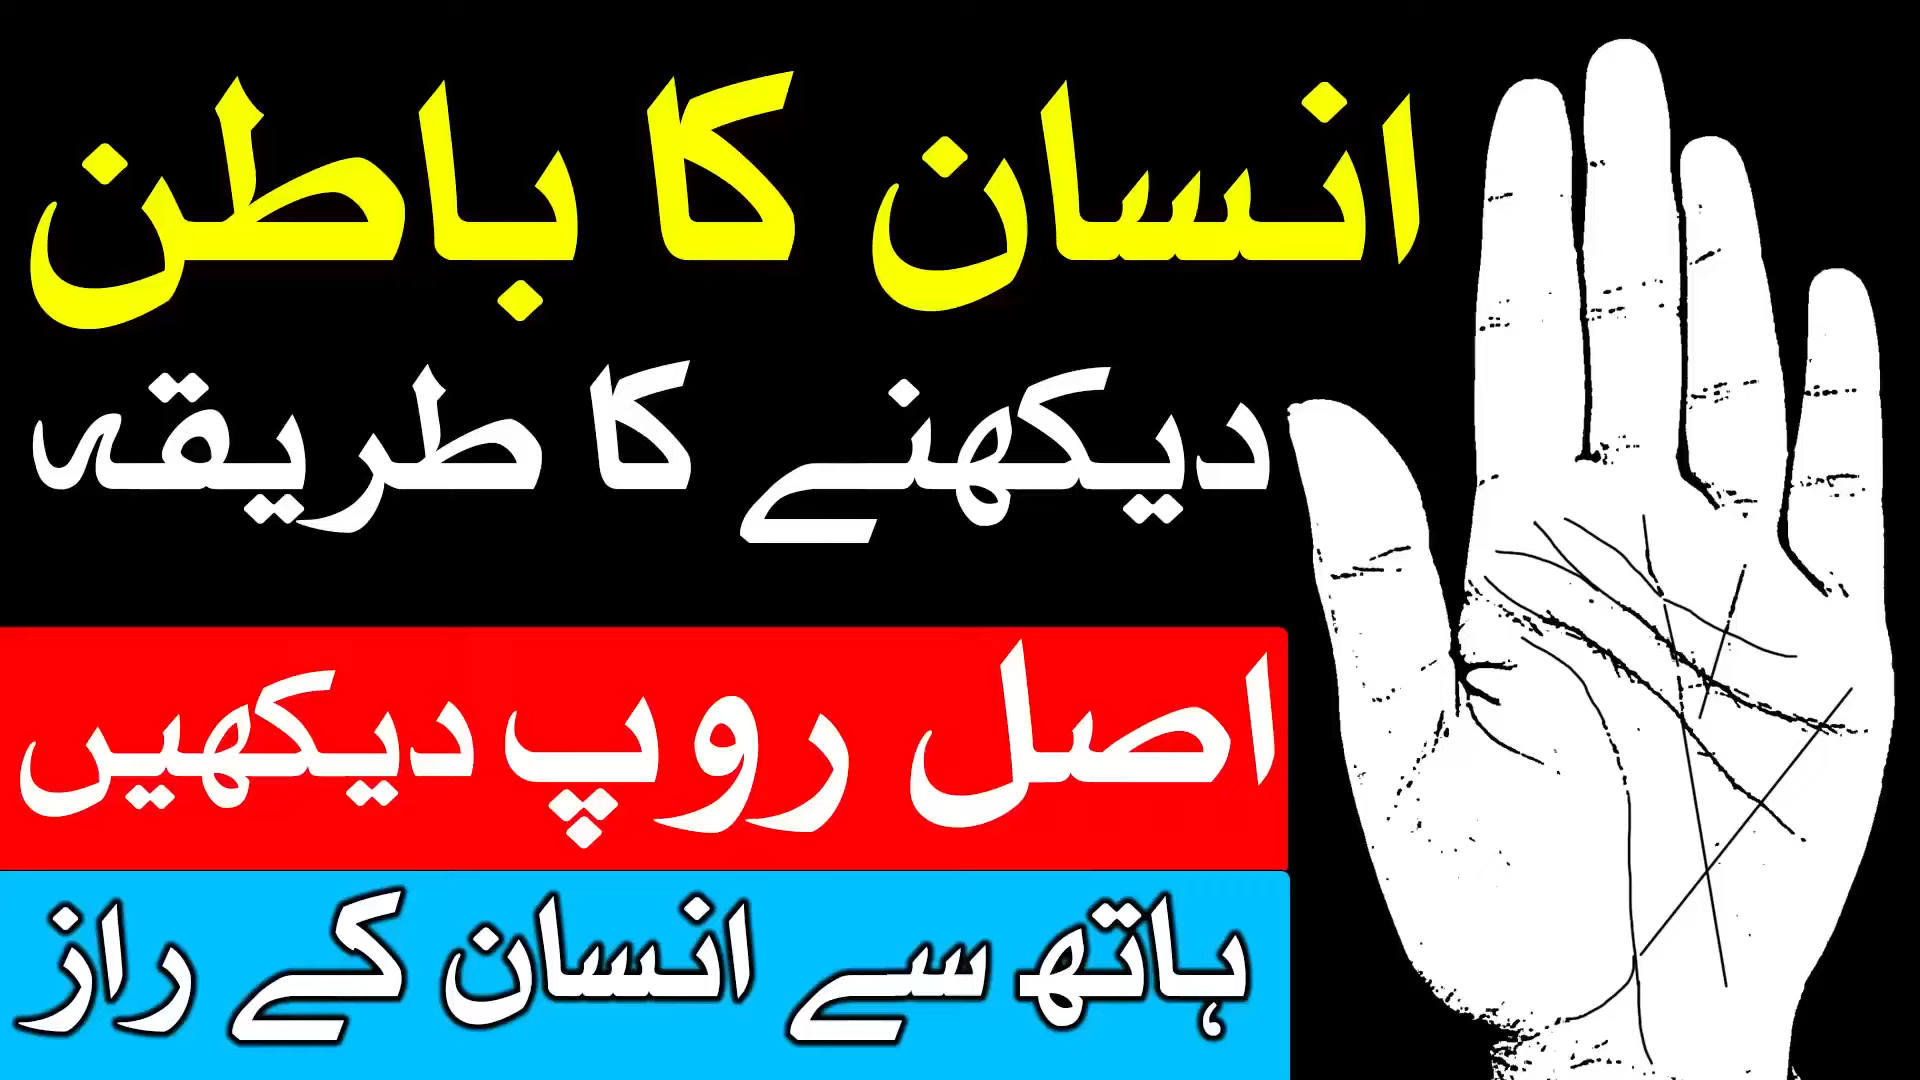 انسان کا باطن
دیکھنے کا طریقہ
اصل روپ دیکھیں
ہاتھ سے انسان کے راز